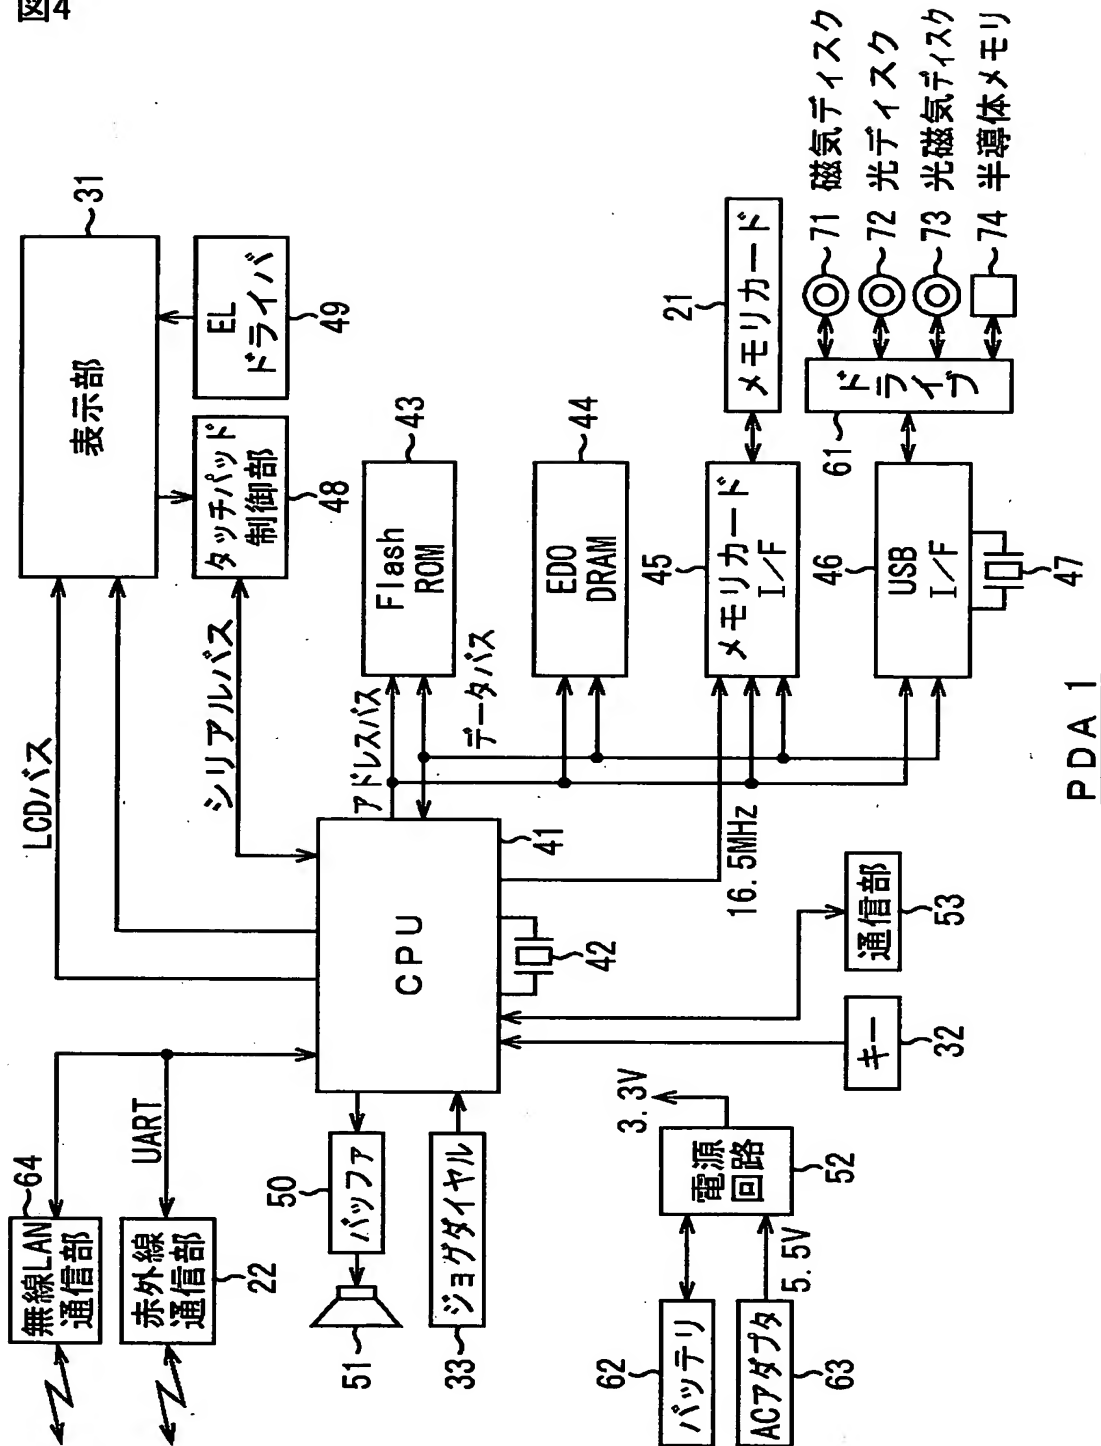 図4
LCDバス
シリアルバス
表示部
31
EL
ドライバ
49
タッチパッド
制御部
48
無線LAN
通信部
64
UART
赤外線
通信部
22
CPU
41
42
アドレスバス
データバス
Flash
ROM
43
EDO
DRAM
44
16.5MHz
メモリカード
I/F
45
メモリカード
21
USB
I/F
46
47
ドライブ
61
71 磁気ディスク
72 光ディスク
73 光磁気ディスク
74 半導体メモリ
バッファ
50
51
ジョグダイヤル
33
キー
32
通信部
53
電源
回路
52
3.3V
5.5V
バッテリ
62
ACアダプタ
63
PDA1